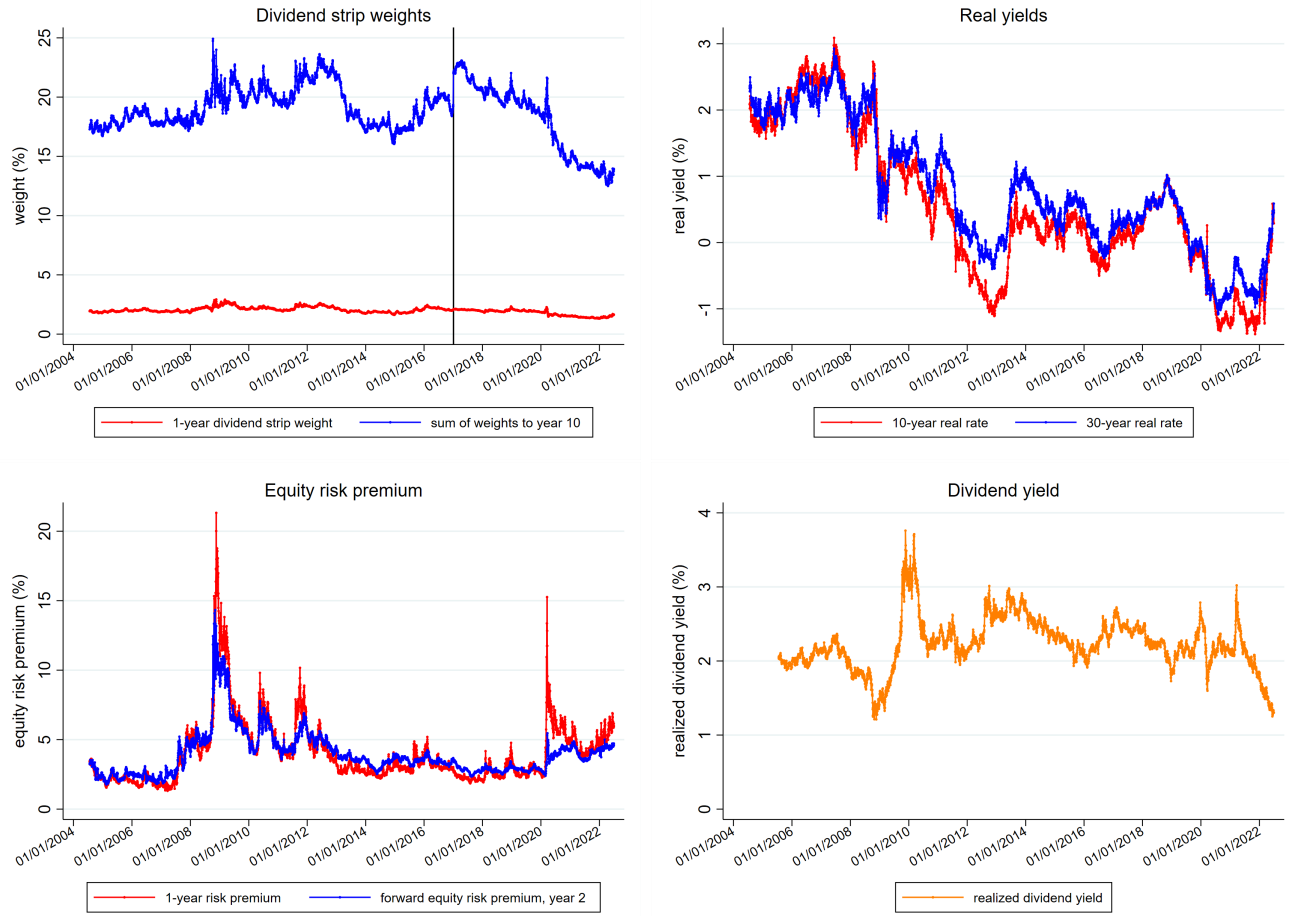 Dividend strip weights
weight (%)
25
20
15
10
5
0
01/01/2004 01/01/2006 01/01/2008 01/01/2010 01/01/2012 01/01/2014 01/01/2016 01/01/2018 01/01/2020 01/01/2022
1-year dividend strip weight sum of weights to year 10
Real yields
real yield (%)
3
2
1
0
-1
01/01/2004 01/01/2006 01/01/2008 01/01/2010 01/01/2012 01/01/2014 01/01/2016 01/01/2018 01/01/2020 01/01/2022
10-year real rate 30-year real rate
Equity risk premium
equity risk premium (%)
20
15
10
5
0
01/01/2004 01/01/2006 01/01/2008 01/01/2010 01/01/2012 01/01/2014 01/01/2016 01/01/2018 01/01/2020 01/01/2022
1-year risk premium forward equity risk premium, year 2
Dividend yield
realized dividend yield (%)
4
3
2
1
0
01/01/2004 01/01/2006 01/01/2008 01/01/2010 01/01/2012 01/01/2014 01/01/2016 01/01/2018 01/01/2020 01/01/2022
realized dividend yield